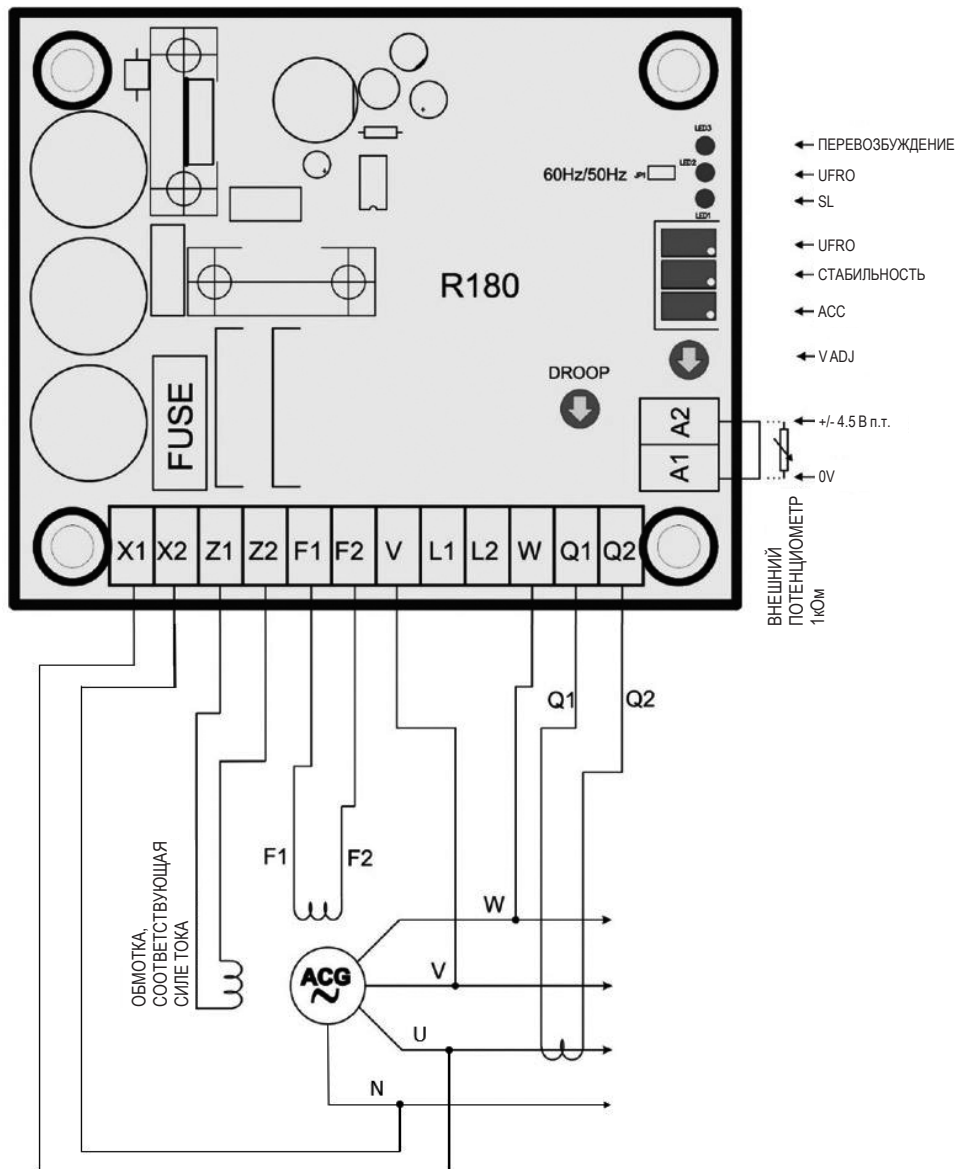 LED3
ПЕРЕВОЗБУЖДЕНИЕ
60Hz/50Hz JP1 LED2
UFRO
SL
LED1
UFRO
СТАБИЛЬНОСТЬ
R180
ACC
V ADJ
DROOP
FUSE
A2
+/- 4.5 В п.т.
A1
0V
ВНЕШНИЙ
ПОТЕНЦИОМЕТР
1кОм
X1 X2 Z1 Z2 F1 F2 V L1 L2 W Q1 Q2
Q1 Q2
F1 F2
ОБМОТКА,
СООТВЕТСТВУЮЩАЯ
СИЛЕ ТОКА
W
ACG
V
U
N